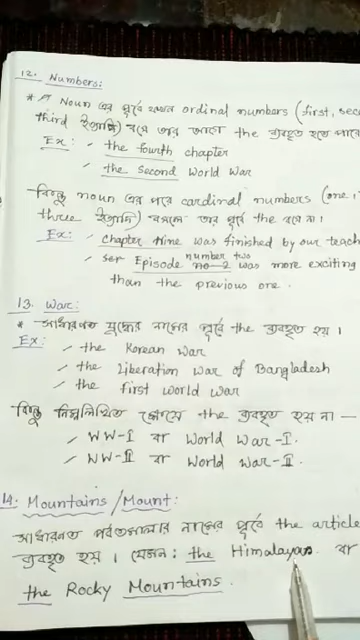 12. Numbers:
* Noun এর পূর্বে যখন ordinal numbers (first, sec
third ইত্যাদি) বসে তার আগে the ব্যবহৃত হতে পারে
Ex: the fourth chapter
the second world war
কিন্তু noun এর পরে cardinal numbers (one,
three ইত্যাদি) বসলে তার পূর্বে the বসে না।
Ex: chapter nine was finished by our teach
number two
Episode no-2 was more exciting
than the previous one.
13. War:
* সাধারণত যুদ্ধের নামের পূর্বে the ব্যবহৃত হয়।
Ex: the Korean war
the Liberation war of Bangladesh
the first world war
কিন্তু নিম্নলিখিত ক্ষেত্রে the ব্যবহৃত হয় না —
WW-I বা World War-I.
WW-II বা World War-II.
14. Mountains/Mount:
সাধারণত পর্বতমালার নামের পূর্বে the article
ব্যবহৃত হয়। যেমন: the Himalayan. বা
the Rocky Mountains.